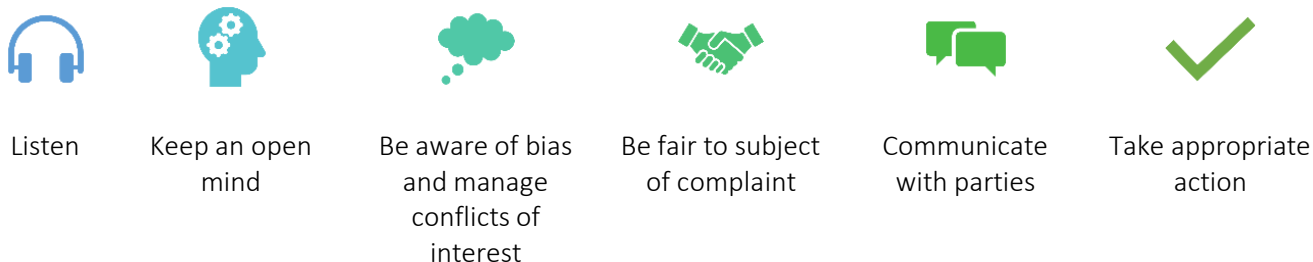 Listen
Keep an open
mind
Be aware of bias
and manage
conflicts of
interest
Be fair to subject
of complaint
Communicate
with parties
Take appropriate
action